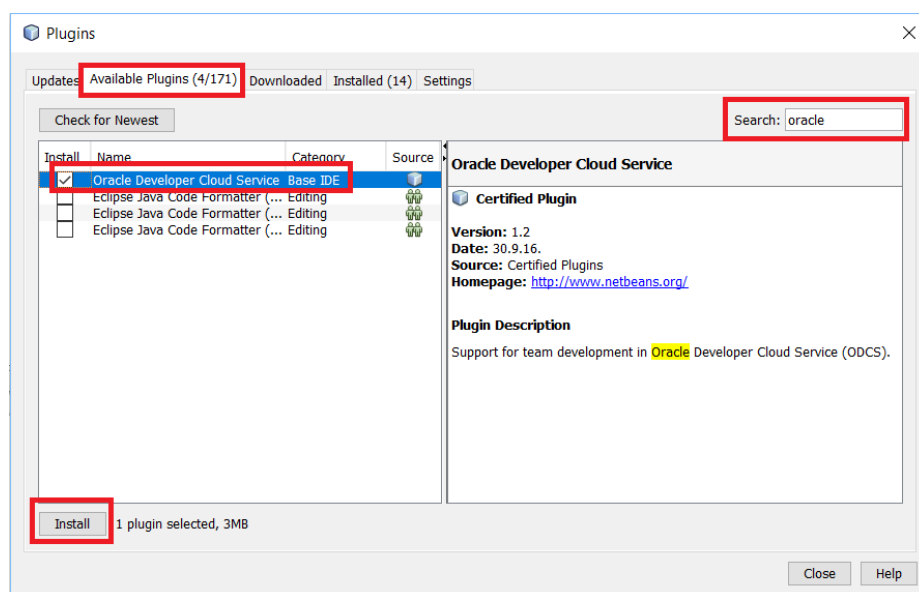 Plugins
Updates Available Plugins (4/171) Downloaded Installed (14) Settings
Check for Newest Search: oracle
Install Name Category Source
Oracle Developer Cloud Service Base IDE
Eclipse Java Code Formatter (... Editing
Eclipse Java Code Formatter (... Editing
Eclipse Java Code Formatter (... Editing
Oracle Developer Cloud Service
Certified Plugin
Version: 1.2
Date: 30.9.16.
Source: Certified Plugins
Homepage: http://www.netbeans.org/
Plugin Description
Support for team development in Oracle Developer Cloud Service (ODCS).
Install 1 plugin selected, 3MB
Close Help